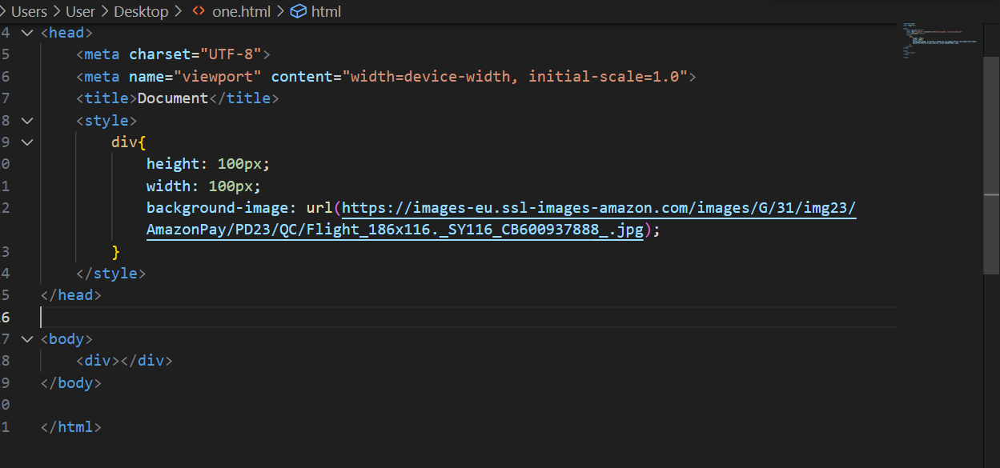 Users > User > Desktop > <> one.html > html
4 <head>
5 <meta charset="UTF-8">
6 <meta name="viewport" content="width=device-width, initial-scale=1.0">
7 <title>Document</title>
8 <style>
9 div{
0 height: 100px;
1 width: 100px;
2 background-image: url(https://images-eu.ssl-images-amazon.com/images/G/31/img23/
AmazonPay/PD23/QC/Flight_186x116._SY116_CB600937888_.jpg);
3 }
4 </style>
5 </head>
6
7 <body>
8 <div></div>
9 </body>
0
1 </html>